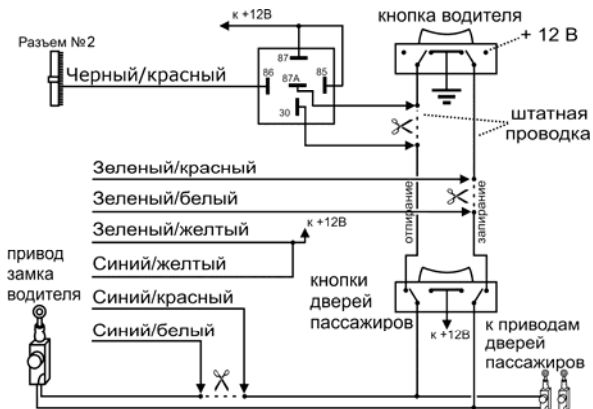 к +12В
кнопка водителя
Разъем №2
+ 12 В
87
Черный/красный
86
87А
85
30
штатная
проводка
Зеленый/красный
Зеленый/белый
отпирание
запирание
Зеленый/желтый
к +12В
привод
замка
водителя
Синий/желтый
кнопки
дверей
пассажиров
Синий/красный
Синий/белый
к +12В
к приводам
дверей
пассажиров